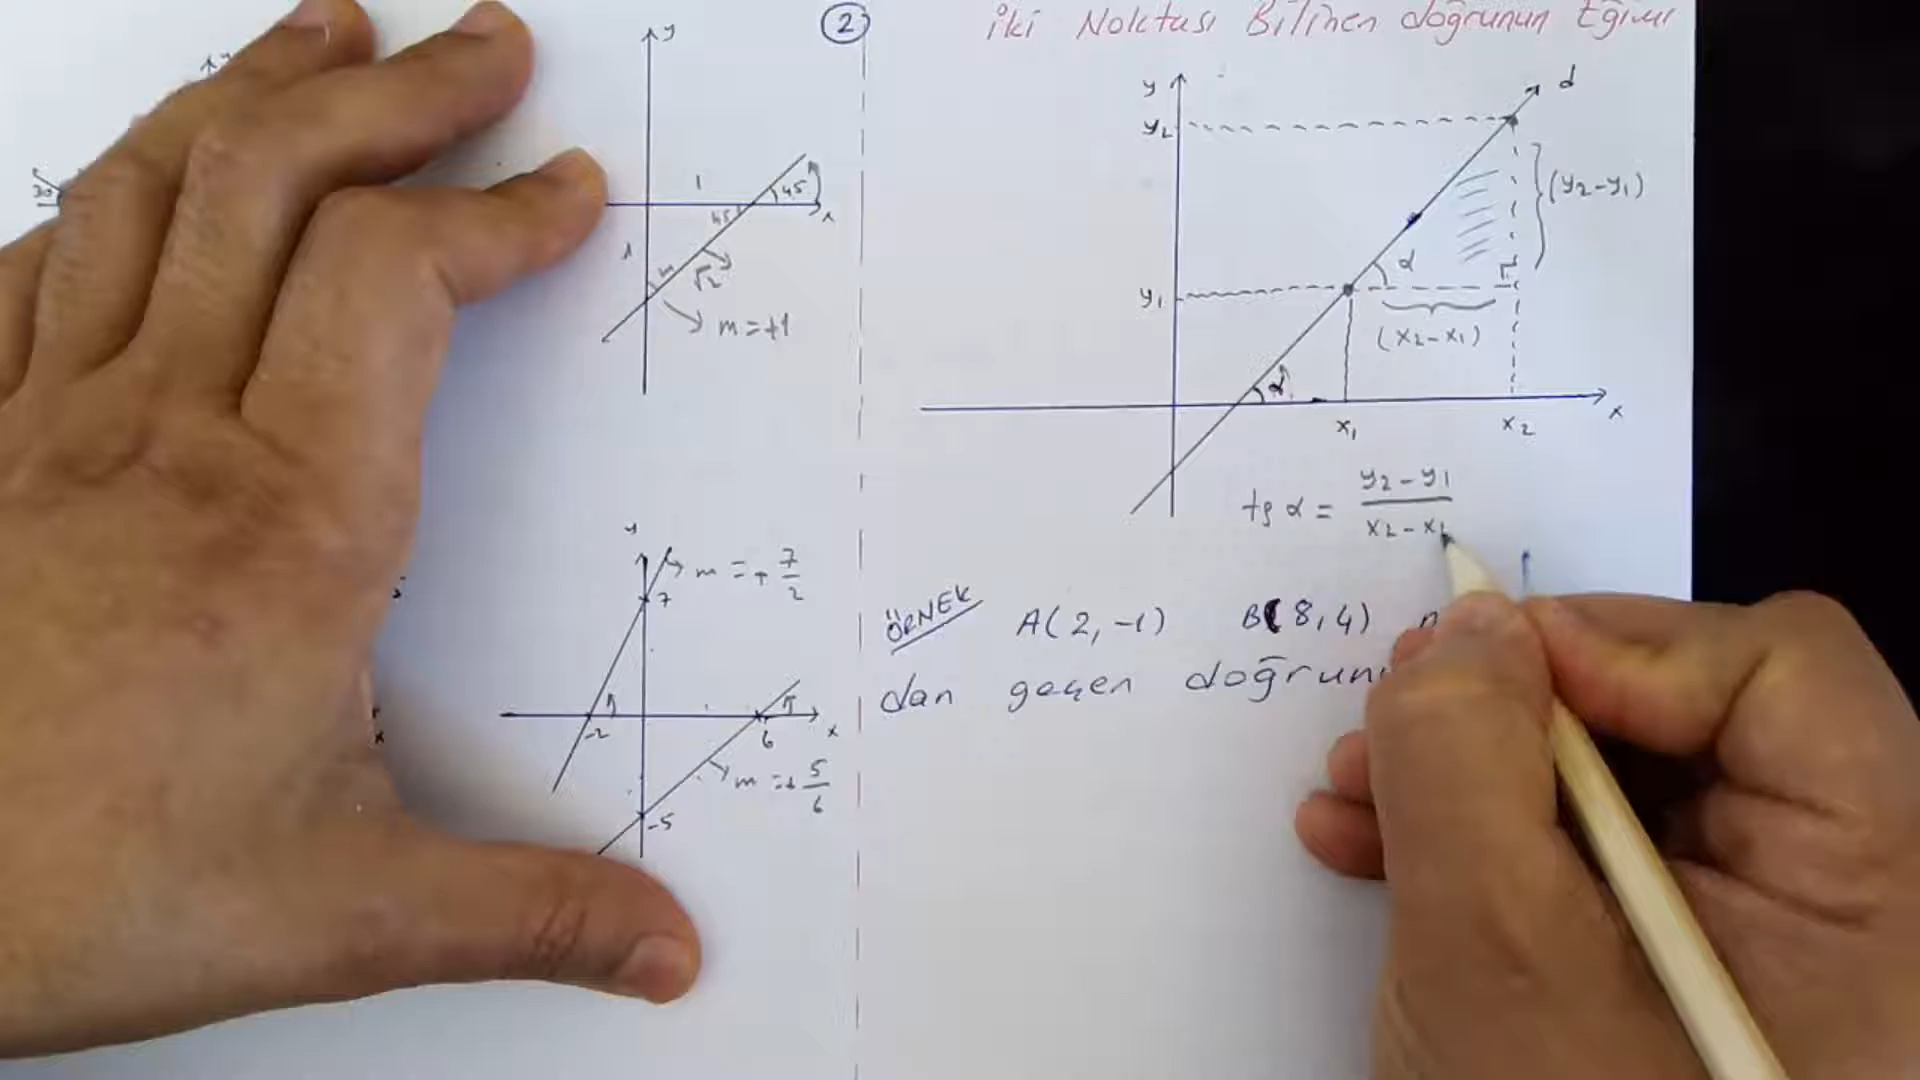 2
y
1
45
45
x
1
√2
m = +1
y
m = + 7/2
7
-2
6
x
m = + 5/6
-5
İki Noktası Bilinen doğrunun Eğimi
y
d
y2
(y2-y1)
α
y1
(x2-x1)
α
x1
x2
x
tg α = y2-y1
x2-x1
ÖRNEK A(2,-1) B(8,4)
dan geçen doğrunu